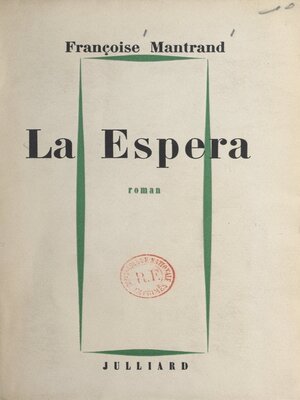 Françoise Mantrand
La Espera
roman
R.F.
JULLIARD